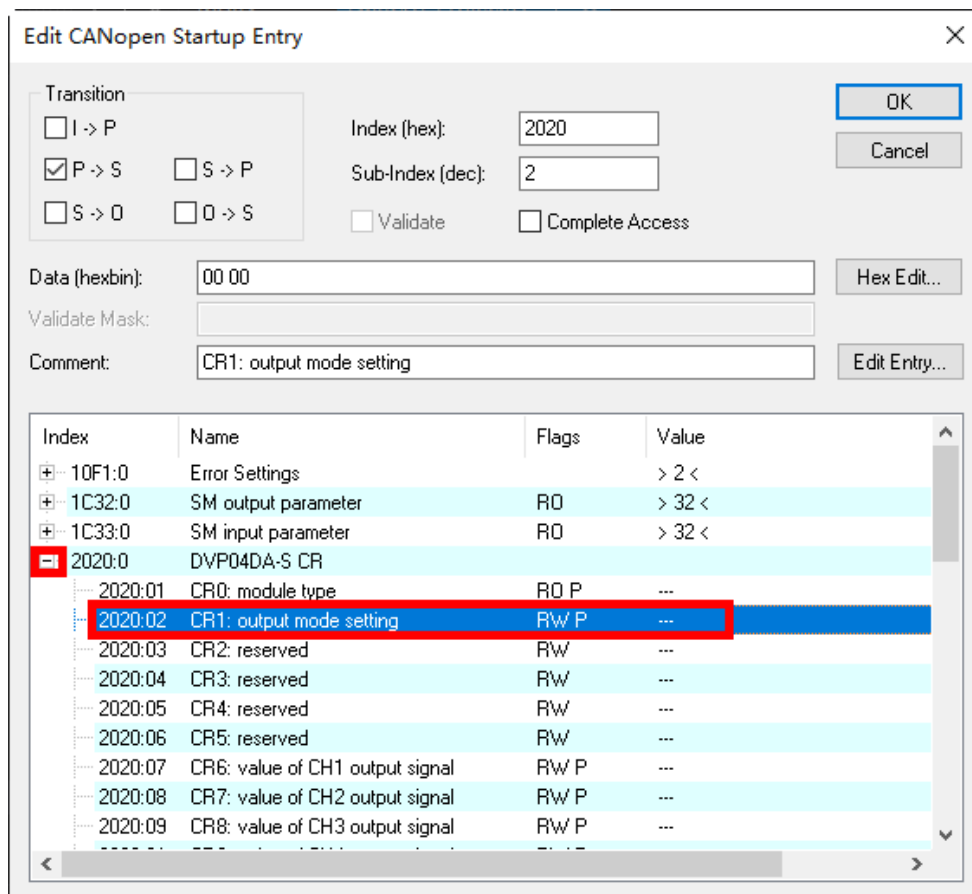 Edit CANopen Startup Entry
Transition
I -> P
P -> S
S -> P
S -> O
O -> S
Index (hex): 2020
Sub-Index (dec): 2
Validate
Complete Access
OK
Cancel
Data (hexbin): 00 00
Hex Edit...
Validate Mask:
Comment: CR1: output mode setting
Edit Entry...
Index Name Flags Value
10F1:0 Error Settings > 2 <
1C32:0 SM output parameter RO > 32 <
1C33:0 SM input parameter RO > 32 <
2020:0 DVP04DA-S CR
2020:01 CR0: module type RO P ---
2020:02 CR1: output mode setting RW P ---
2020:03 CR2: reserved RW ---
2020:04 CR3: reserved RW ---
2020:05 CR4: reserved RW ---
2020:06 CR5: reserved RW ---
2020:07 CR6: value of CH1 output signal RW P ---
2020:08 CR7: value of CH2 output signal RW P ---
2020:09 CR8: value of CH3 output signal RW P ---